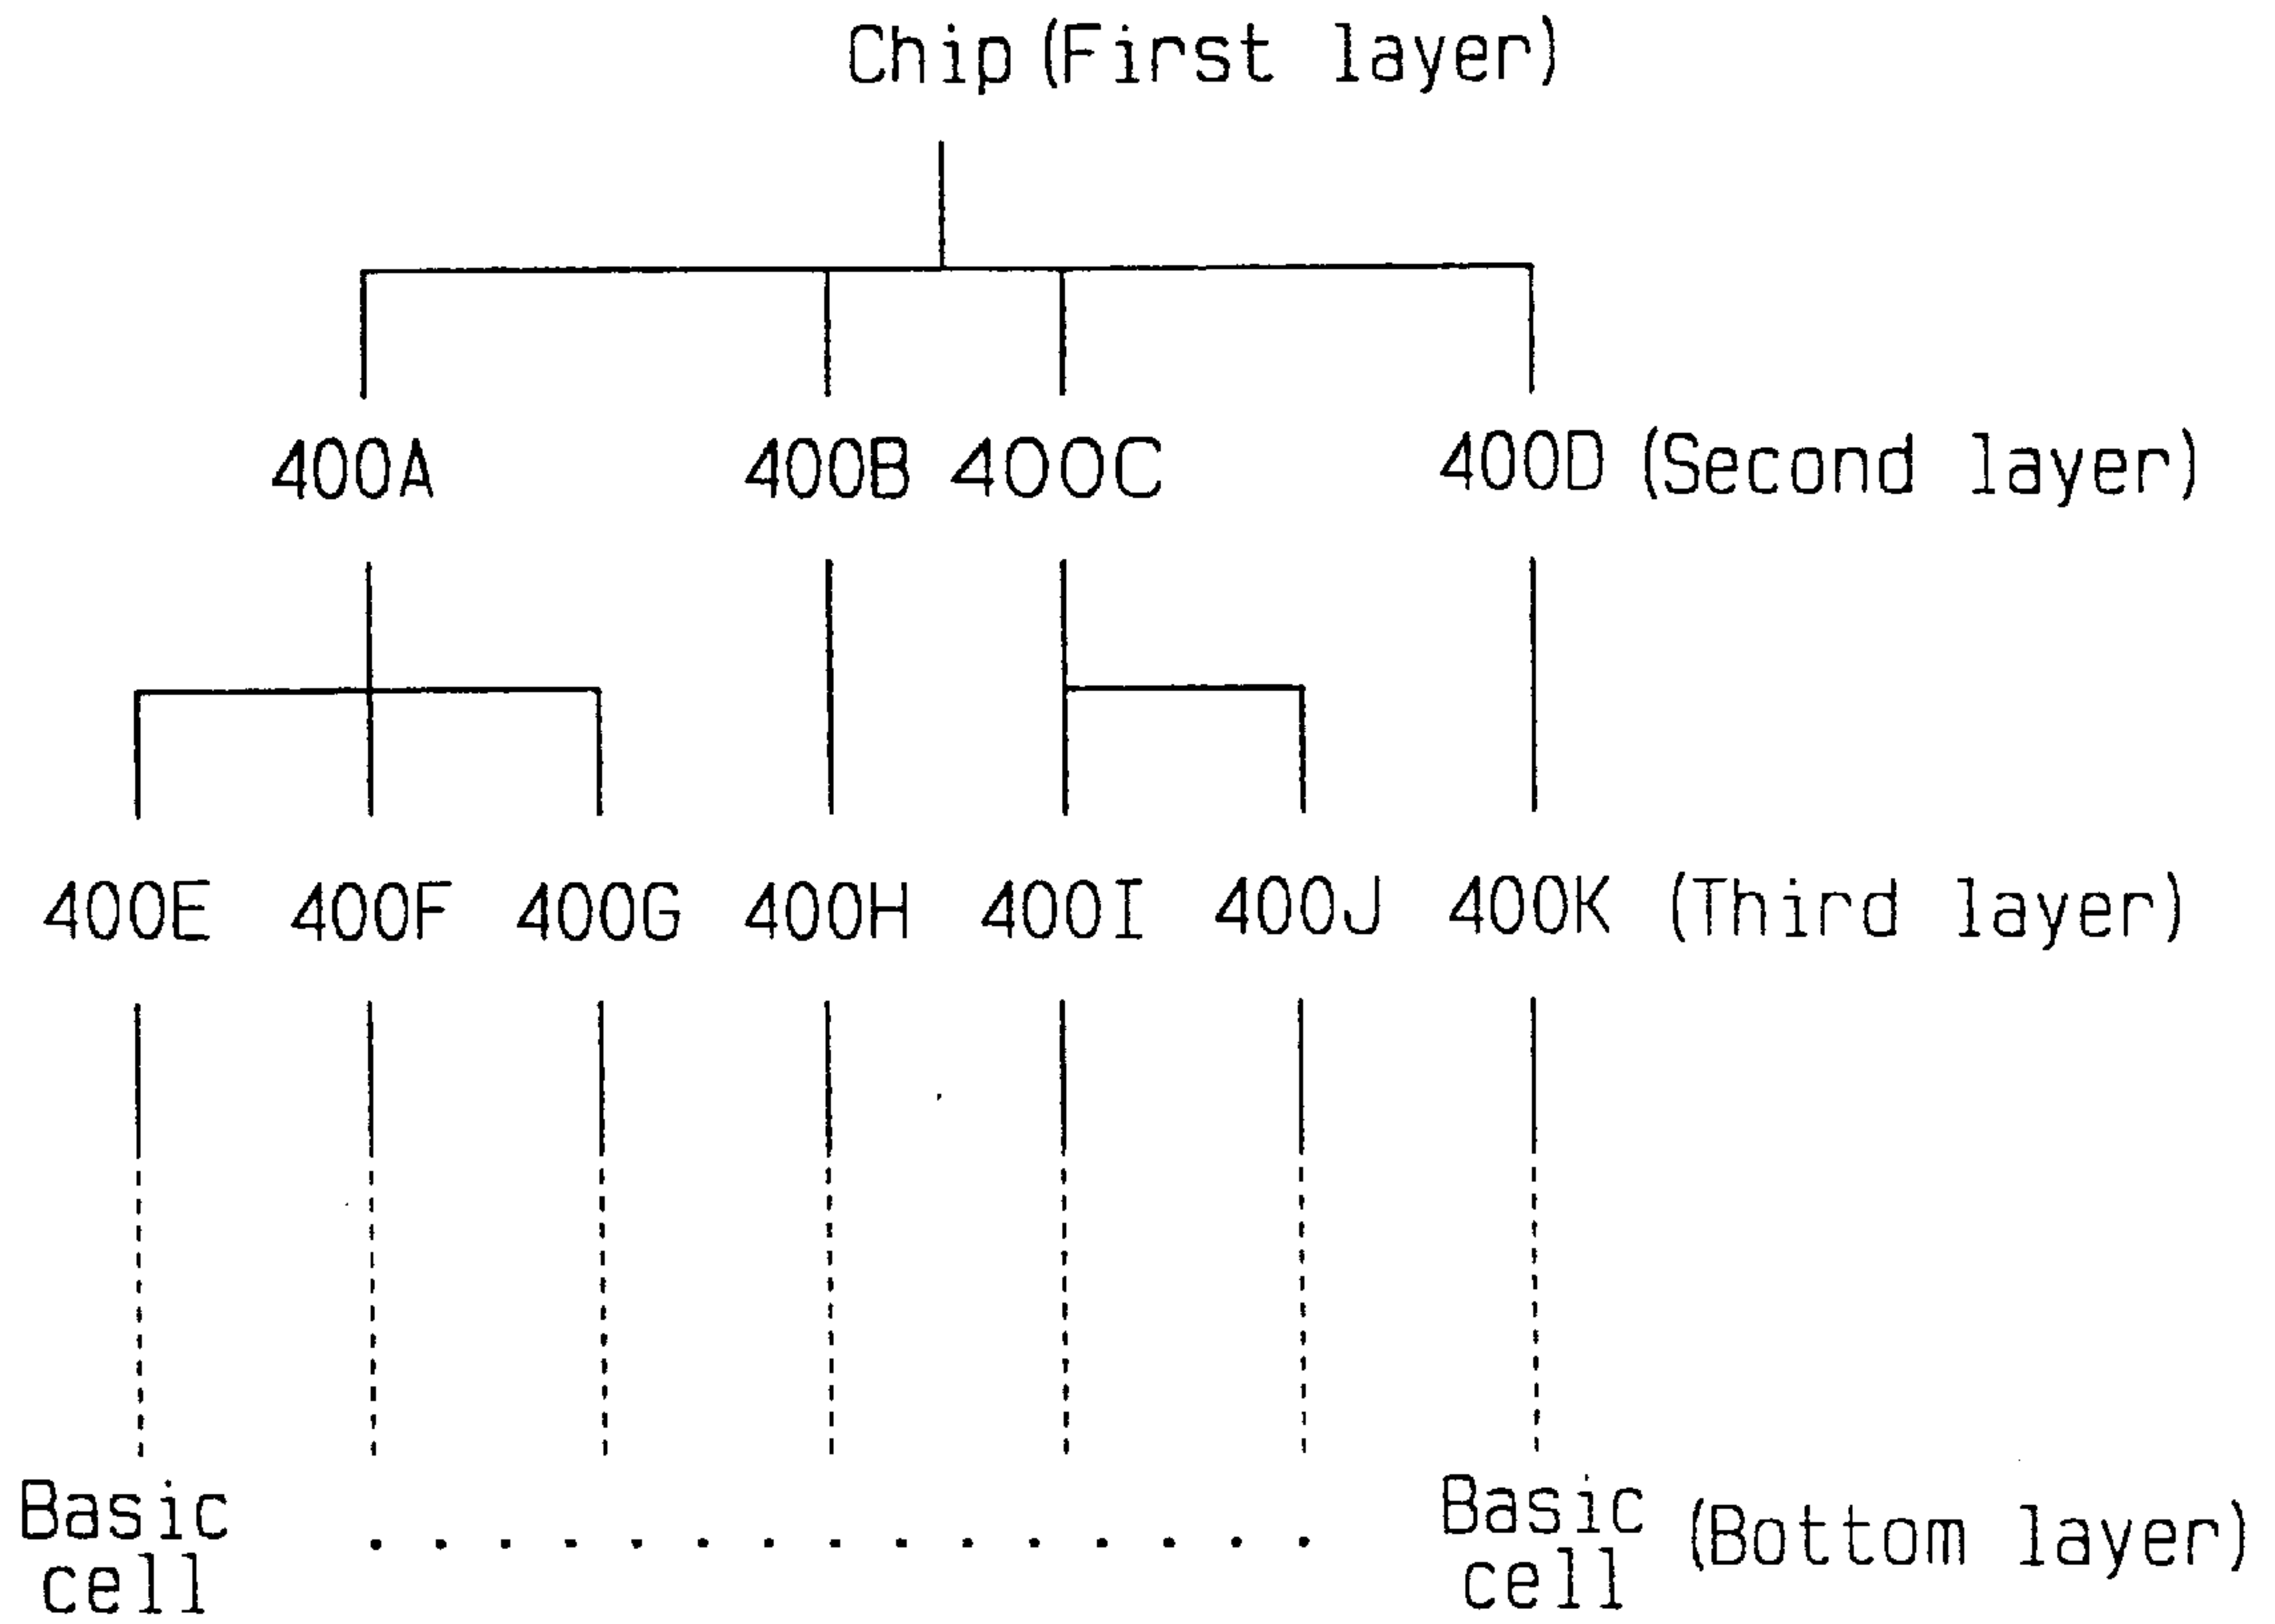 Chip (First layer)
400A 400B 400C 400D (Second layer)
400E 400F 400G 400H 400I 400J 400K (Third layer)
Basic cell . . . . . . . . . . . . . . . Basic cell (Bottom layer)